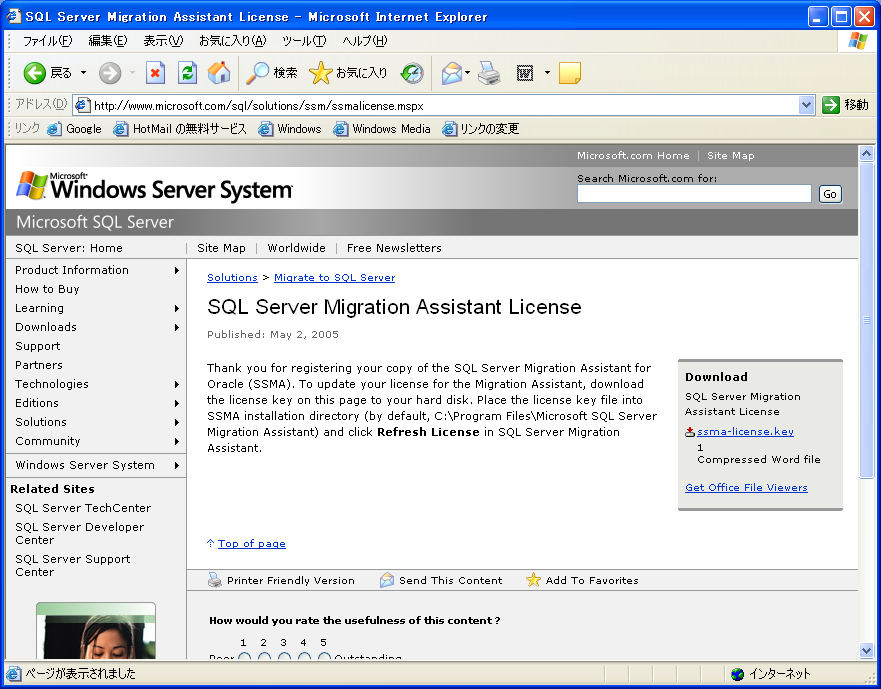 SQL Server Migration Assistant License - Microsoft Internet Explorer
ファイル(F) 編集(E) 表示(V) お気に入り(A) ツール(T) ヘルプ(H)
戻る 検索 お気に入り
アドレス(D) http://www.microsoft.com/sql/solutions/ssm/ssmalicense.mspx 移動
リンク Google HotMail の無料サービス Windows Windows Media リンクの変更
Microsoft.com Home | Site Map
Microsoft
Windows Server System
Search Microsoft.com for:
Go
Microsoft SQL Server
SQL Server: Home | Site Map | Worldwide | Free Newsletters
Product Information
How to Buy
Learning
Downloads
Support
Partners
Technologies
Editions
Solutions
Community
Windows Server System
Related Sites
SQL Server TechCenter
SQL Server Developer
Center
SQL Server Support
Center
Solutions > Migrate to SQL Server
SQL Server Migration Assistant License
Published: May 2, 2005
Thank you for registering your copy of the SQL Server Migration Assistant for
Oracle (SSMA). To update your license for the Migration Assistant, download
the license key on this page to your hard disk. Place the license key file into
SSMA installation directory (by default, C:\Program Files\Microsoft SQL Server
Migration Assistant) and click Refresh License in SQL Server Migration
Assistant.
Download
SQL Server Migration
Assistant License
ssma-license.key
1
Compressed Word file
Get Office File Viewers
Top of page
Printer Friendly Version Send This Content Add To Favorites
How would you rate the usefulness of this content ?
1 2 3 4 5
Poor Outstanding
ページが表示されました インターネット